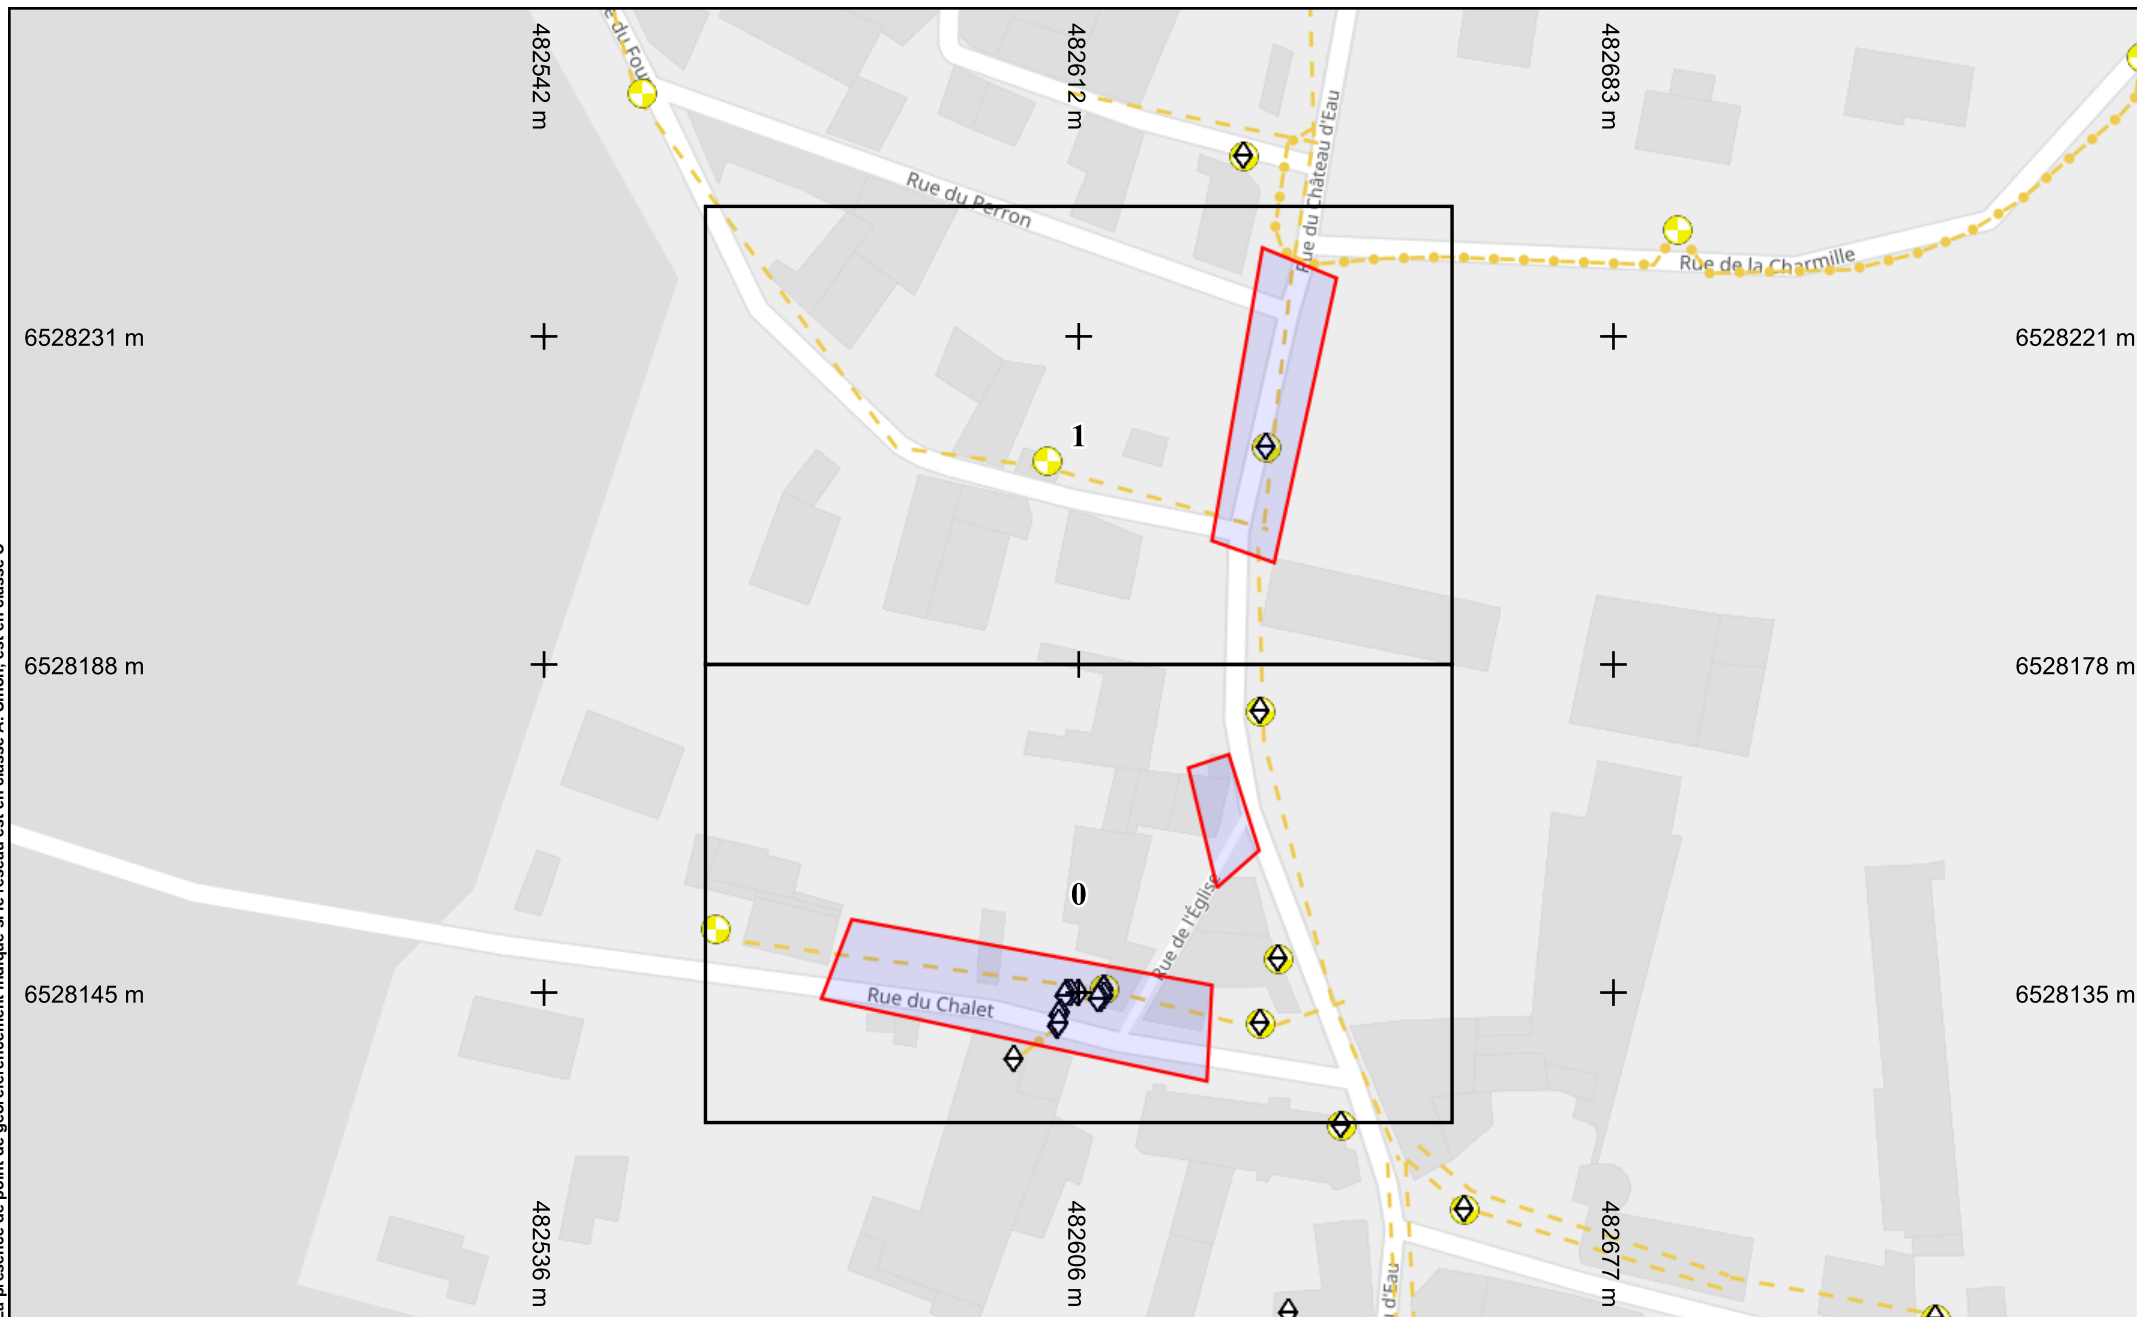 482542 m
482612 m
482683 m
du Four
Rue du Château d'Eau
Rue du Perron
Rue de la Charmille
6528231 m
6528221 m
1
6528188 m
6528178 m
0
Rue de l'Église
6528145 m
6528135 m
Rue du Chalet
482536 m
482606 m
482677 m
d'Eau